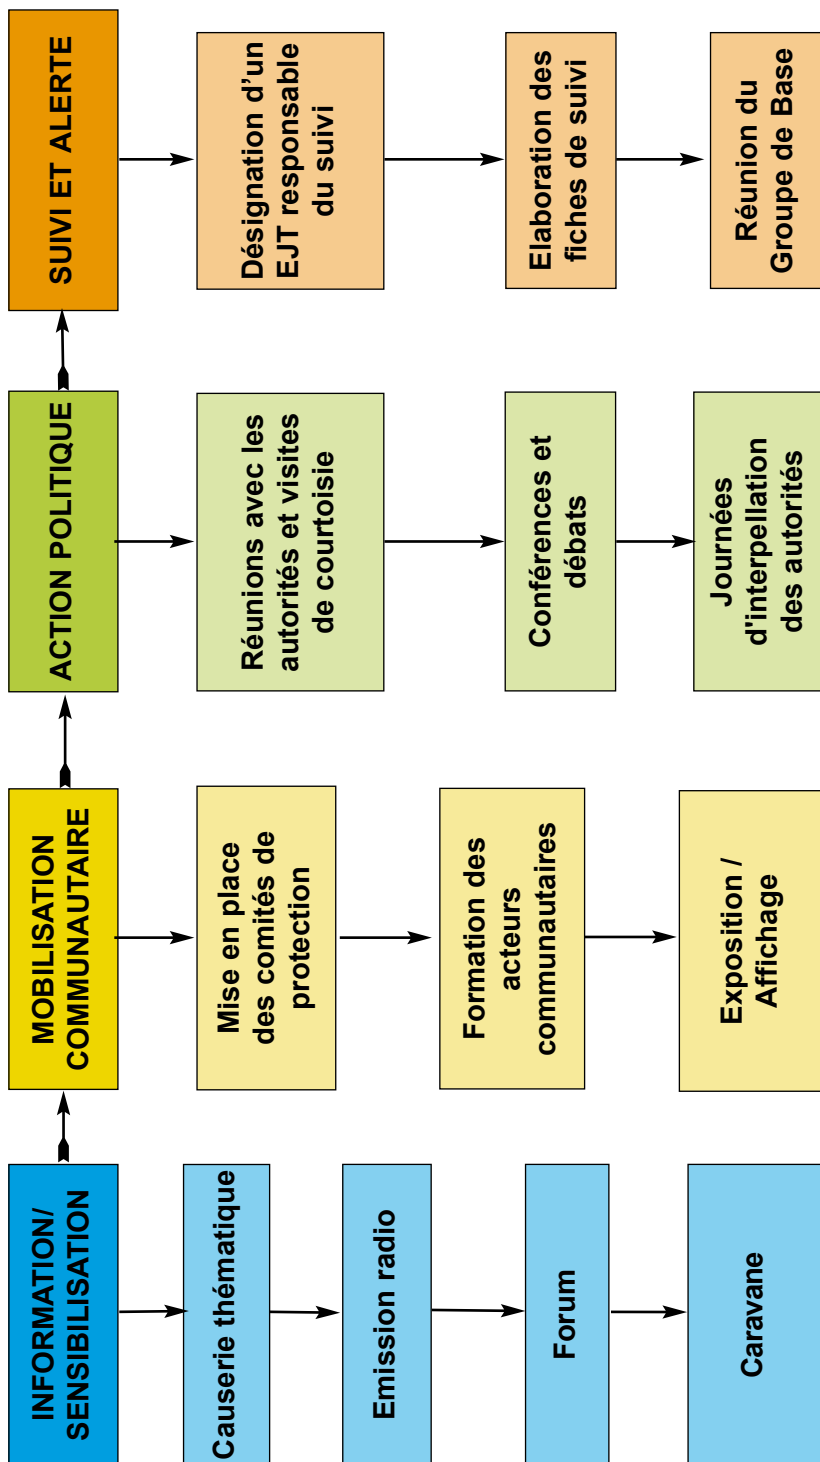 INFORMATION/
SENSIBILISATION
Causerie thématique
Emission radio
Forum
Caravane
MOBILISATION
COMMUNAUTAIRE
Mise en place
des comités de
protection
Formation des
acteurs
communautaires
Exposition /
Affichage
ACTION POLITIQUE
Réunions avec les
autorités et visites
de courtoisie
Conférences et
débats
Journées
d'interpellation
des autorités
SUIVI ET ALERTE
Désignation d’un
EJT responsable
du suivi
Elaboration des
fiches de suivi
Réunion du
Groupe de Base